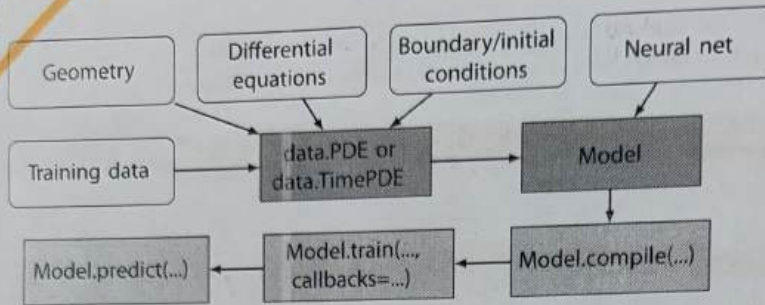 Geometry
Differential
equations
Boundary/initial
conditions
Neural net
Training data
data.PDE or
data.TimePDE
Model
Model.predict(...)
Model.train(...,
callbacks=...)
Model.compile(...)